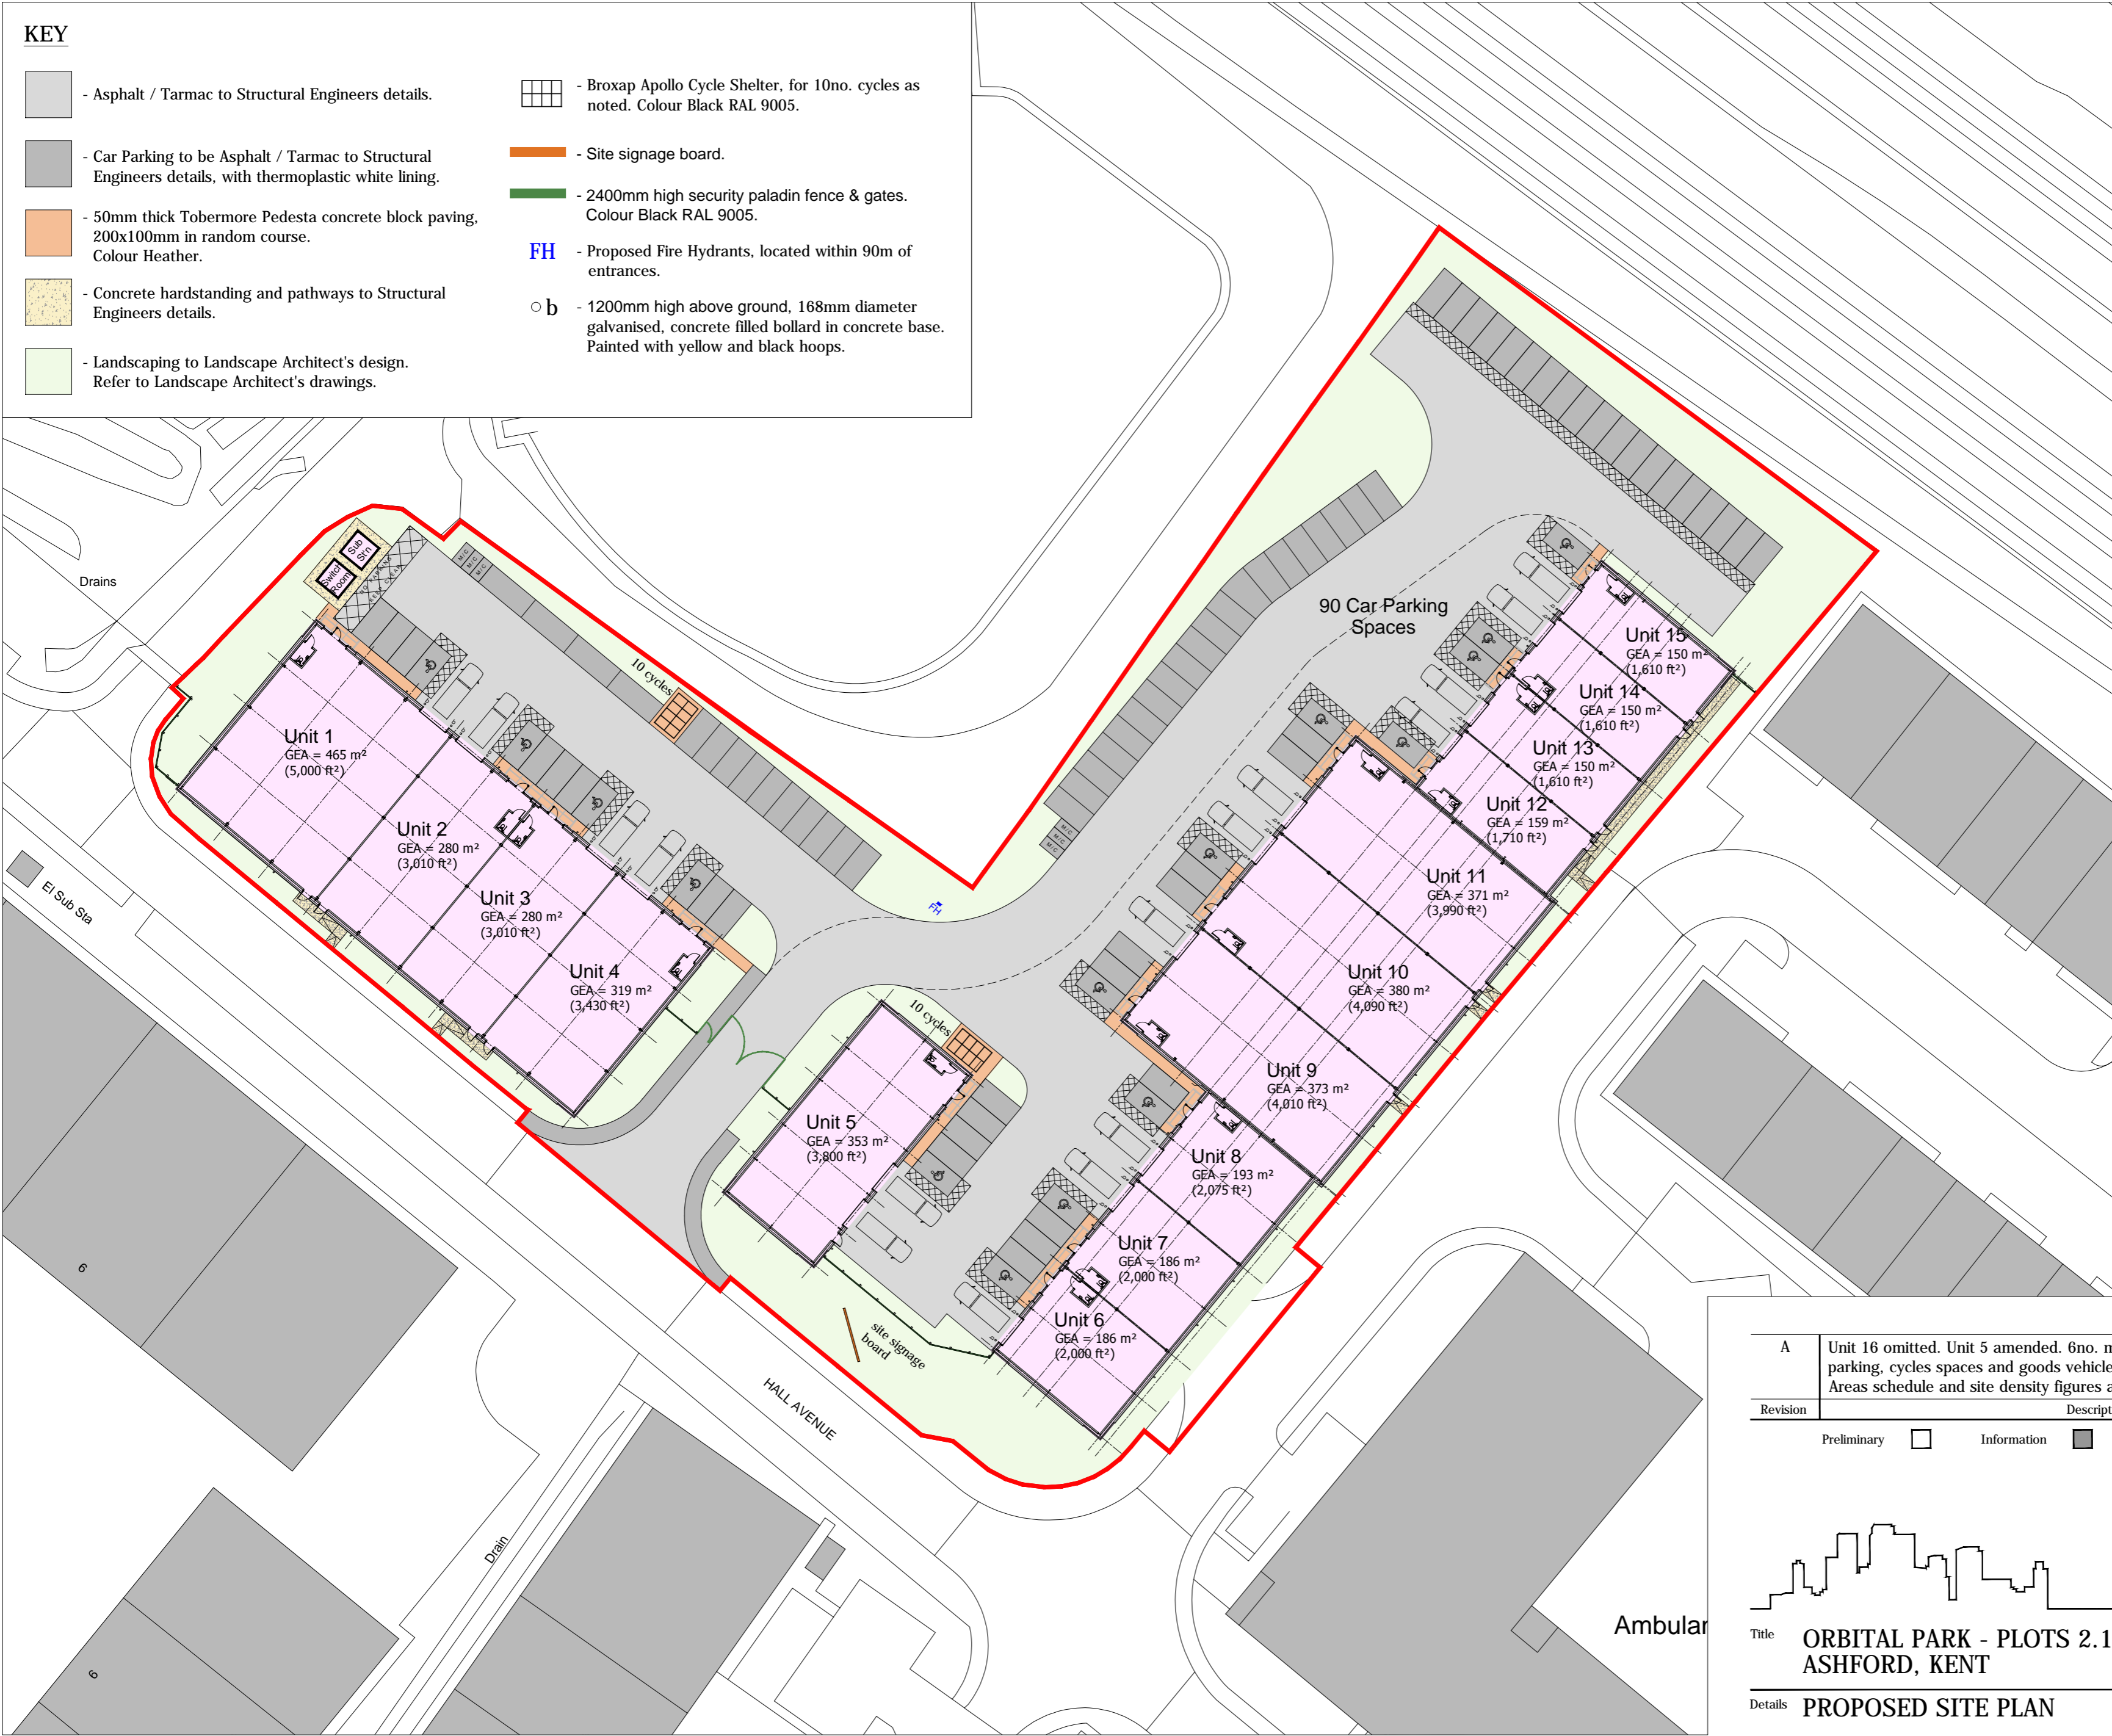 KEY
- Asphalt / Tarmac to Structural Engineers details.
- Car Parking to be Asphalt / Tarmac to Structural
Engineers details, with thermoplastic white lining.
- 50mm thick Tobermore Pedesta concrete block paving,
200x100mm in random course.
Colour Heather.
- Concrete hardstanding and pathways to Structural
Engineers details.
- Landscaping to Landscape Architect's design.
Refer to Landscape Architect's drawings.
- Broxap Apollo Cycle Shelter, for 10no. cycles as
noted. Colour Black RAL 9005.
- Site signage board.
- 2400mm high security paladin fence & gates.
Colour Black RAL 9005.
FH - Proposed Fire Hydrants, located within 90m of
entrances.
b - 1200mm high above ground, 168mm diameter
galvanised, concrete filled bollard in concrete base.
Painted with yellow and black hoops.
Drains
Sub
St'n
Switch
Room
M/C
M/C
M/C
10 cycles
90 Car Parking
Spaces
Unit 1
GEA = 465 m²
(5,000 ft²)
Unit 2
GEA = 280 m²
(3,010 ft²)
Unit 3
GEA = 280 m²
(3,010 ft²)
Unit 4
GEA = 319 m²
(3,430 ft²)
Unit 15
GEA = 150 m²
(1,610 ft²)
Unit 14
GEA = 150 m²
(1,610 ft²)
Unit 13
GEA = 150 m²
(1,610 ft²)
Unit 12
GEA = 159 m²
(1,710 ft²)
Unit 11
GEA = 371 m²
(3,990 ft²)
Unit 10
GEA = 380 m²
(4,090 ft²)
Unit 9
GEA = 373 m²
(4,010 ft²)
Unit 8
GEA = 193 m²
(2,075 ft²)
Unit 7
GEA = 186 m²
(2,000 ft²)
Unit 6
GEA = 186 m²
(2,000 ft²)
M/C
M/C
M/C
FH
10 cycles
Unit 5
GEA = 353 m²
(3,800 ft²)
El Sub Sta
site signage
board
HALL AVENUE
6
9
Drain
Ambular
A Unit 16 omitted. Unit 5 amended. 6no. m
parking, cycles spaces and goods vehicle
Areas schedule and site density figures a
Revision Descript
Preliminary Information
Title ORBITAL PARK - PLOTS 2.1
ASHFORD, KENT
Details PROPOSED SITE PLAN